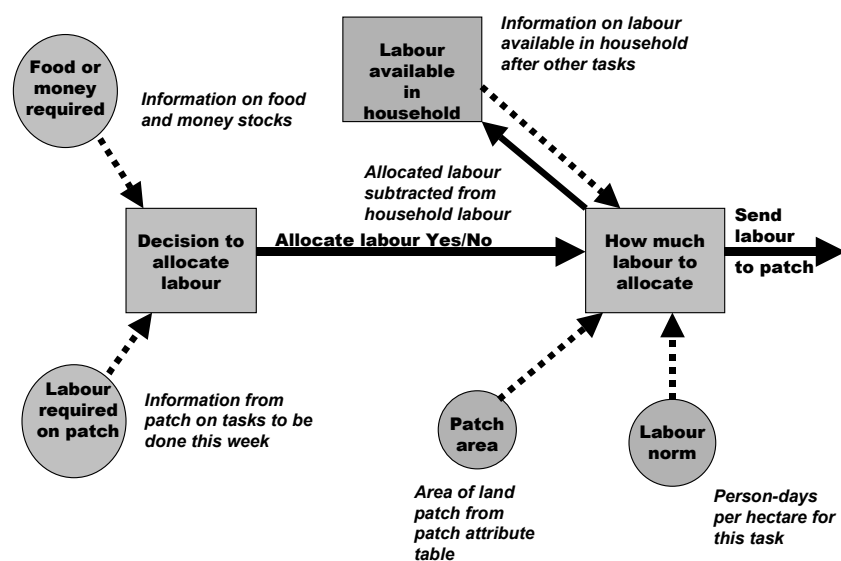 Food or
money
required
Information on food
and money stocks
Labour
available
in
household
Information on labour
available in household
after other tasks
Allocated labour
subtracted from
household labour
Decision to
allocate
labour
Allocate labour Yes/No
How much
labour to
allocate
Send
labour
to patch
Labour
required
on patch
Information from
patch on tasks to be
done this week
Patch
area
Area of land
patch from
patch attribute
table
Labour
norm
Person-days
per hectare for
this task